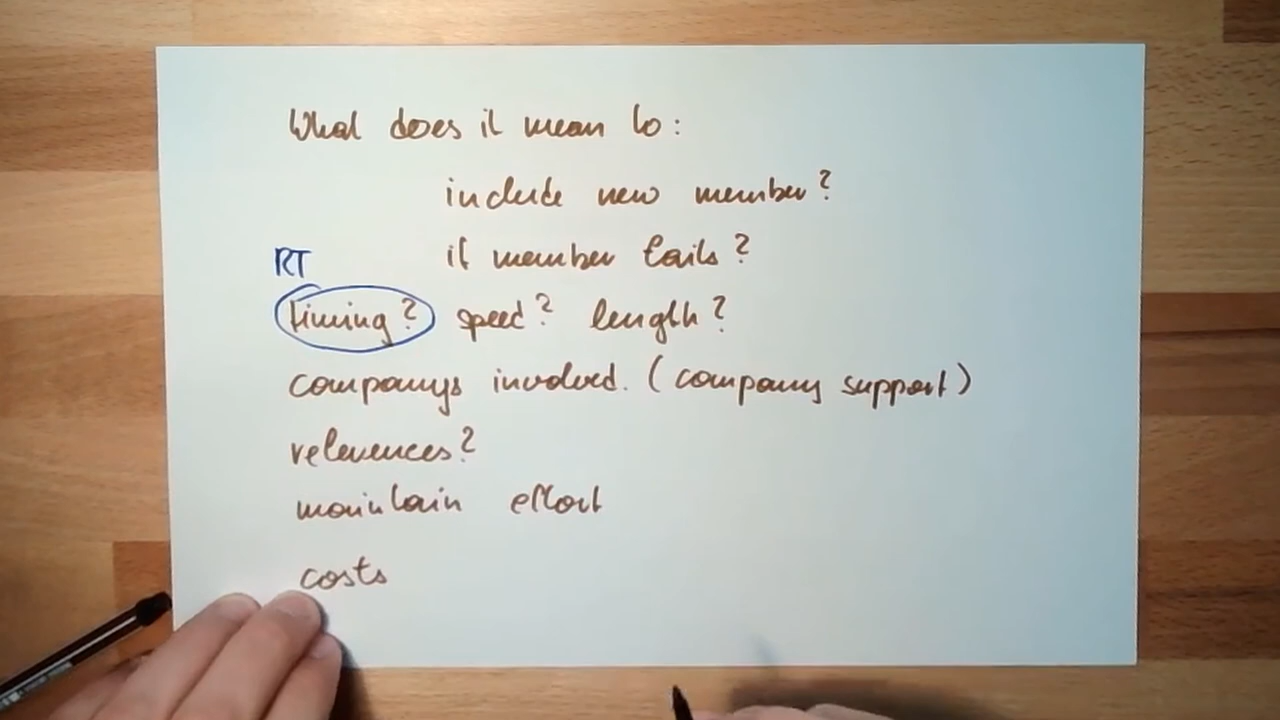 What does it mean to:
include new member?
if member fails?
RT
timing? speed? length?
companys involved. (company support)
references?
maintain effort
costs